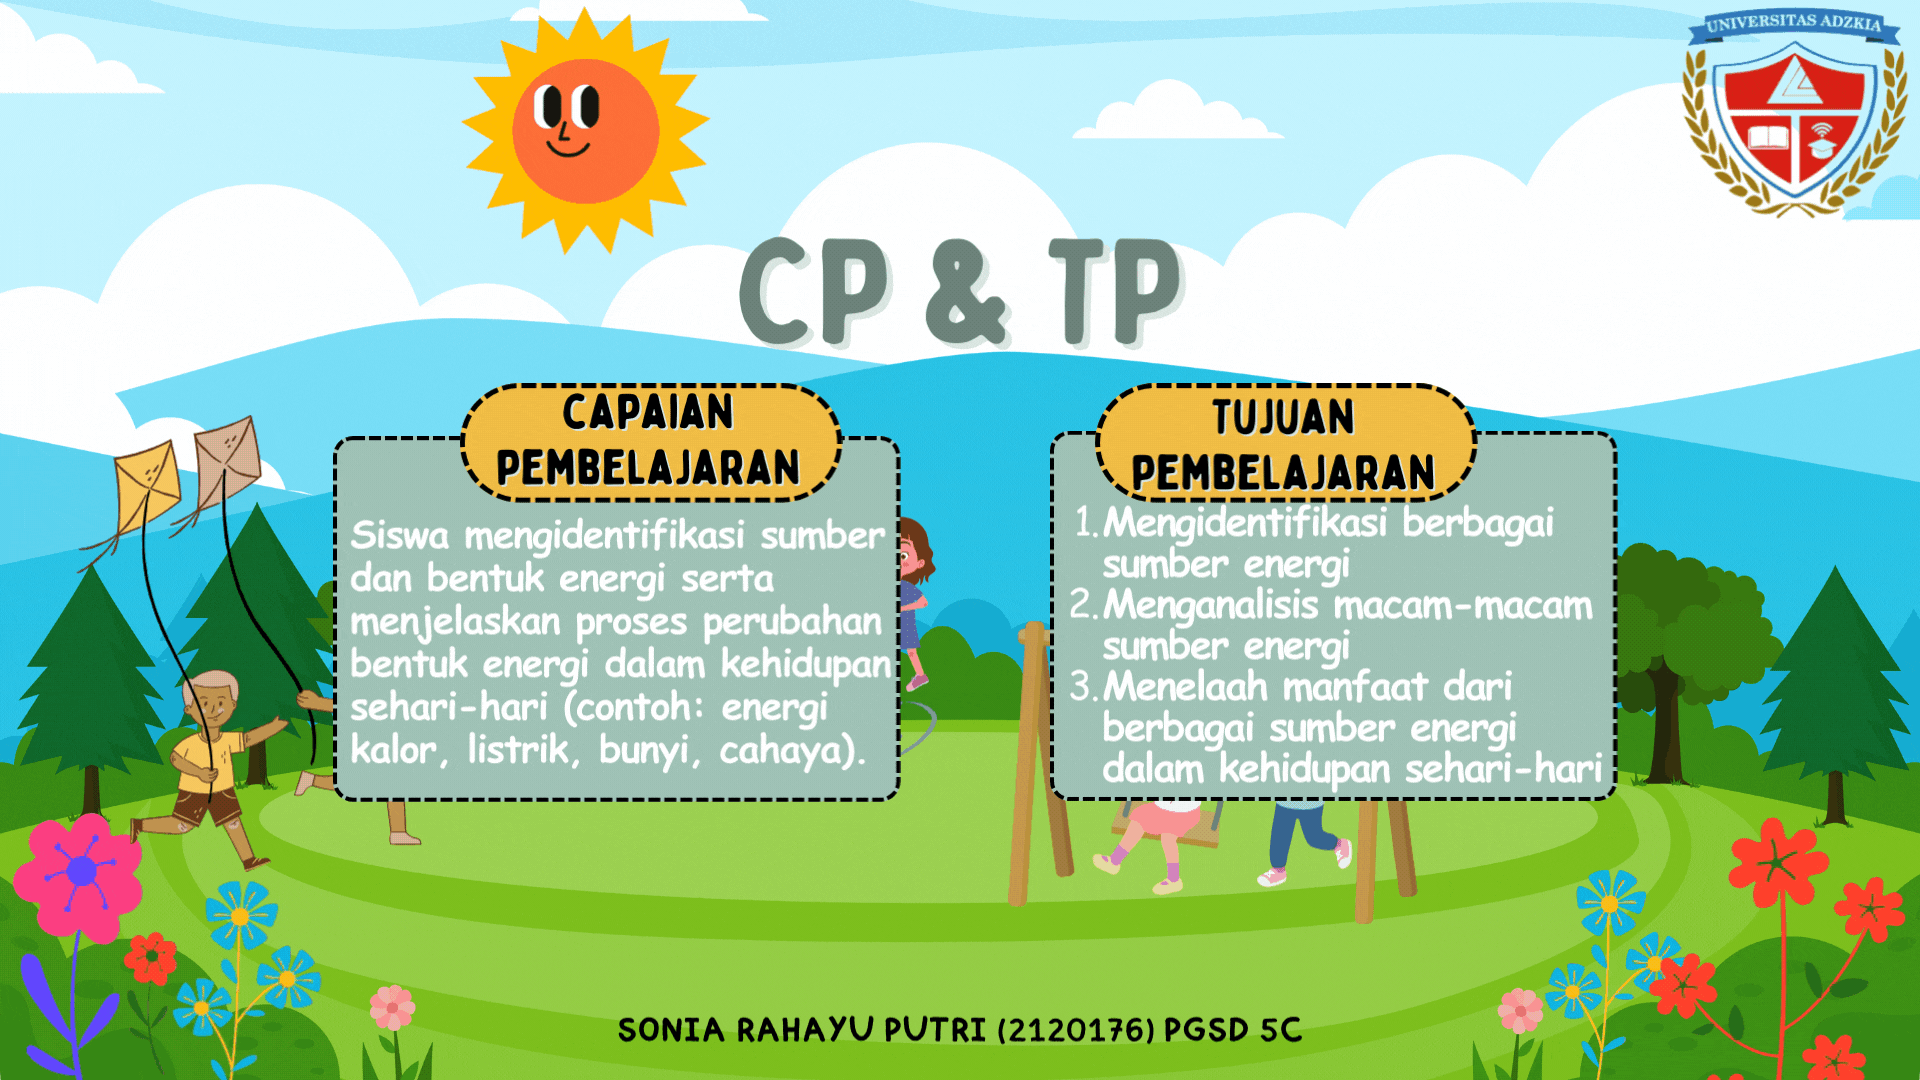 UNIVERSITAS ADZKIA
CP & TP
CAPAIAN
PEMBELAJARAN
Siswa mengidentifikasi sumber
dan bentuk energi serta
menjelaskan proses perubahan
bentuk energi dalam kehidupan
sehari-hari (contoh: energi
kalor, listrik, bunyi, cahaya).
TUJUAN
PEMBELAJARAN
1. Mengidentifikasi berbagai
sumber energi
2. Menganalisis macam-macam
sumber energi
3. Menelaah manfaat dari
berbagai sumber energi
dalam kehidupan sehari-hari
SONIA RAHAYU PUTRI (2120176) PGSD 5C